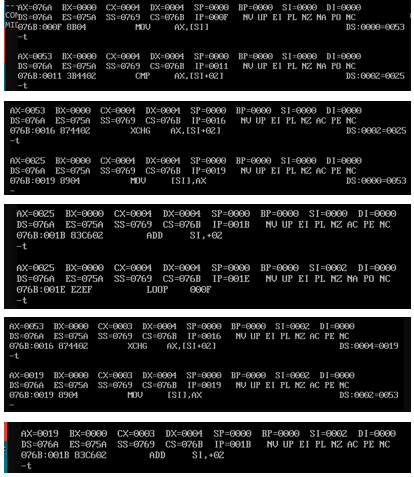 COM
MIC
AX=076A BX=0000 CX=0004 DX=0004 SP=0000 BP=0000 SI=0000 DI=0000
DS=076A ES=075A SS=0769 CS=076B IP=000F NV UP EI PL NZ NA PO NC
076B:000F 8B04 MOV AX,[SI] DS:0000=0053
-t
AX=0053 BX=0000 CX=0004 DX=0004 SP=0000 BP=0000 SI=0000 DI=0000
DS=076A ES=075A SS=0769 CS=076B IP=0011 NV UP EI PL NZ NA PO NC
076B:0011 3B4402 CMP AX,[SI+02] DS:0002=0025
-t
AX=0053 BX=0000 CX=0004 DX=0004 SP=0000 BP=0000 SI=0000 DI=0000
DS=076A ES=075A SS=0769 CS=076B IP=0016 NV UP EI PL NZ AC PE NC
076B:0016 874402 XCHG AX,[SI+02] DS:0002=0025
-t
AX=0025 BX=0000 CX=0004 DX=0004 SP=0000 BP=0000 SI=0000 DI=0000
DS=076A ES=075A SS=0769 CS=076B IP=0019 NV UP EI PL NZ AC PE NC
076B:0019 8904 MOV [SI],AX DS:0000=0053
-
AX=0025 BX=0000 CX=0004 DX=0004 SP=0000 BP=0000 SI=0000 DI=0000
DS=076A ES=075A SS=0769 CS=076B IP=001B NV UP EI PL NZ AC PE NC
076B:001B 83C602 ADD SI,+02
-t
AX=0025 BX=0000 CX=0004 DX=0004 SP=0000 BP=0000 SI=0002 DI=0000
DS=076A ES=075A SS=0769 CS=076B IP=001E NV UP EI PL NZ NA PO NC
076B:001E E2EF LOOP 000F
-t
AX=0053 BX=0000 CX=0003 DX=0004 SP=0000 BP=0000 SI=0002 DI=0000
DS=076A ES=075A SS=0769 CS=076B IP=0016 NV UP EI PL NZ AC PE NC
076B:0016 874402 XCHG AX,[SI+02] DS:0004=0019
-t
AX=0019 BX=0000 CX=0003 DX=0004 SP=0000 BP=0000 SI=0002 DI=0000
DS=076A ES=075A SS=0769 CS=076B IP=0019 NV UP EI PL NZ AC PE NC
076B:0019 8904 MOV [SI],AX DS:0002=0053
-
AX=0019 BX=0000 CX=0003 DX=0004 SP=0000 BP=0000 SI=0002 DI=0000
DS=076A ES=075A SS=0769 CS=076B IP=001B NV UP EI PL NZ AC PE NC
076B:001B 83C602 ADD SI,+02
-t